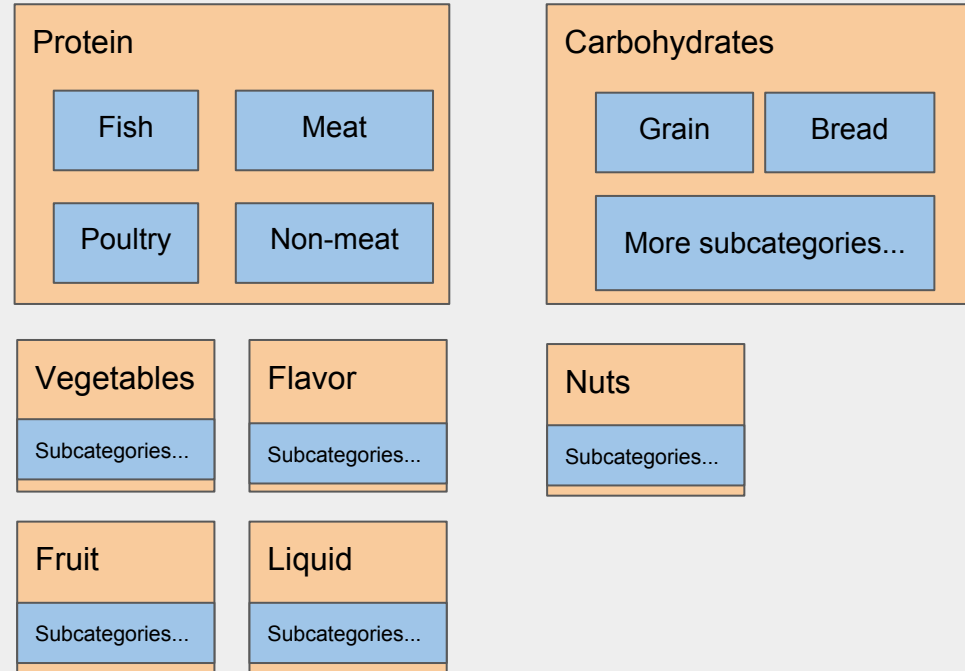 Protein
Fish
Meat
Poultry
Non-meat
Carbohydrates
Grain
Bread
More subcategories...
Vegetables
Subcategories...
Flavor
Subcategories...
Nuts
Subcategories...
Fruit
Subcategories...
Liquid
Subcategories...